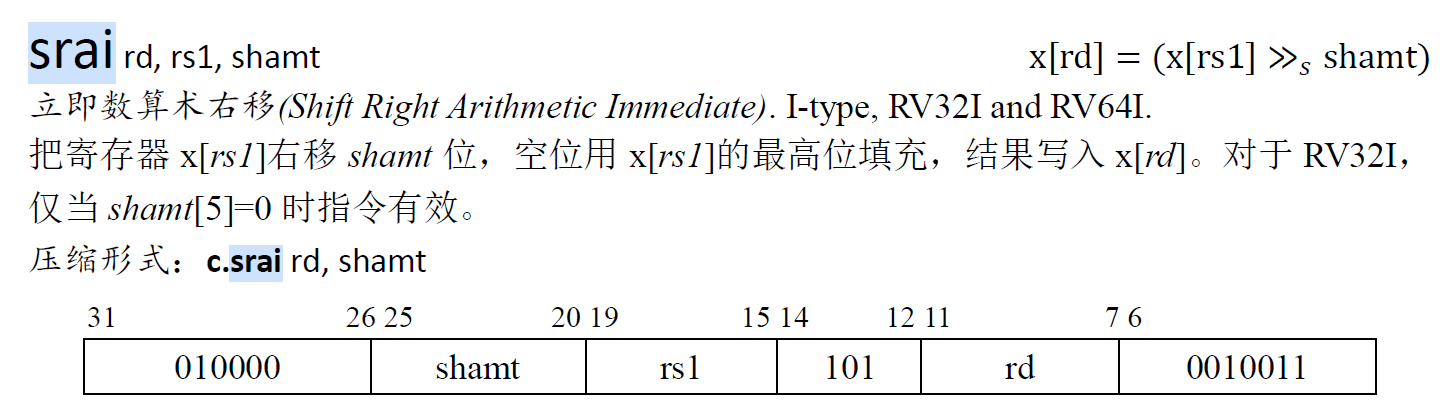 srai rd, rs1, shamt x[rd] = (x[rs1] ≫ₛ shamt)
立即数算术右移(Shift Right Arithmetic Immediate). I-type, RV32I and RV64I.
把寄存器 x[rs1]右移 shamt 位，空位用 x[rs1]的最高位填充，结果写入 x[rd]。对于 RV32I，
仅当 shamt[5]=0 时指令有效。
压缩形式：c.srai rd, shamt
31 26 25 20 19 15 14 12 11 7 6
010000 shamt rs1 101 rd 0010011